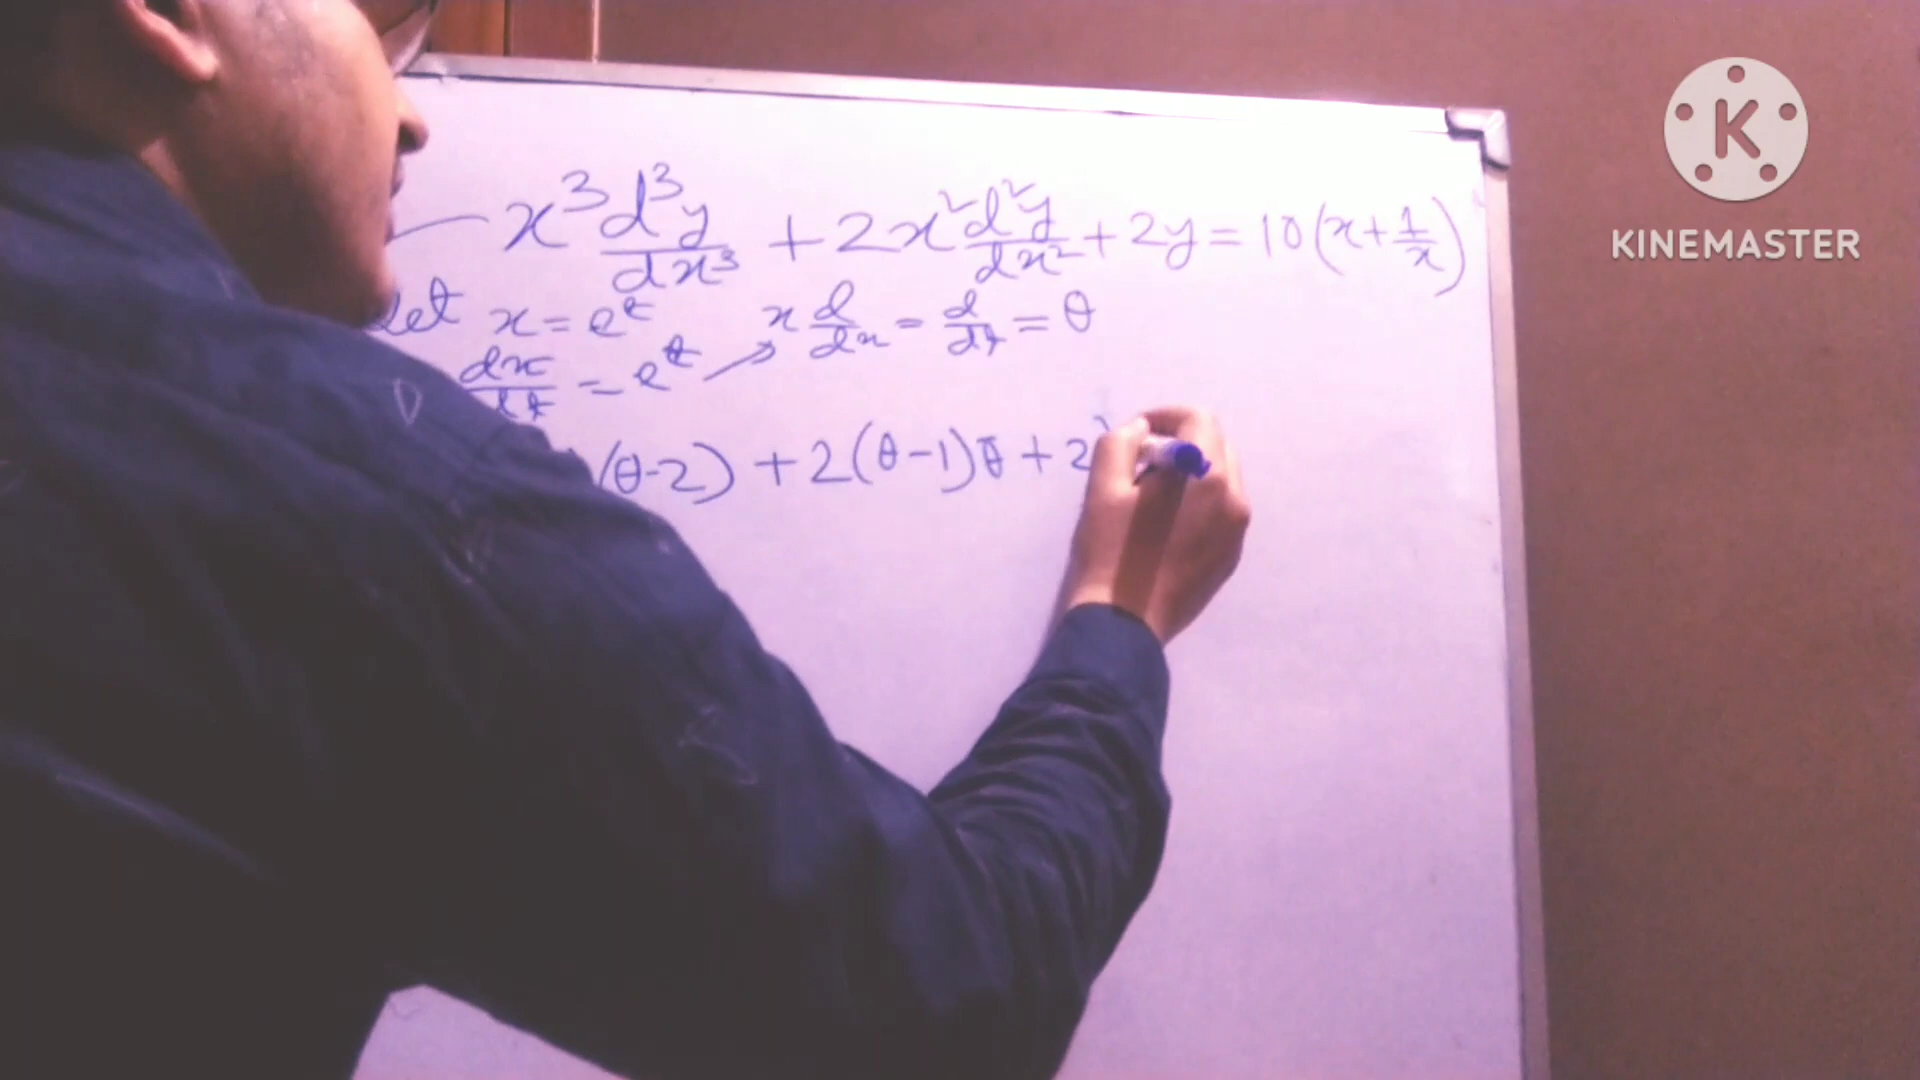 x³ d³y/dx³ + 2x² d²y/dx² + 2y = 10(x + 1/x)
let x = e^t x d/dx = d/dt = θ
dx/dt = e^t
(θ-2) + 2(θ-1)θ + 2
KINEMASTER